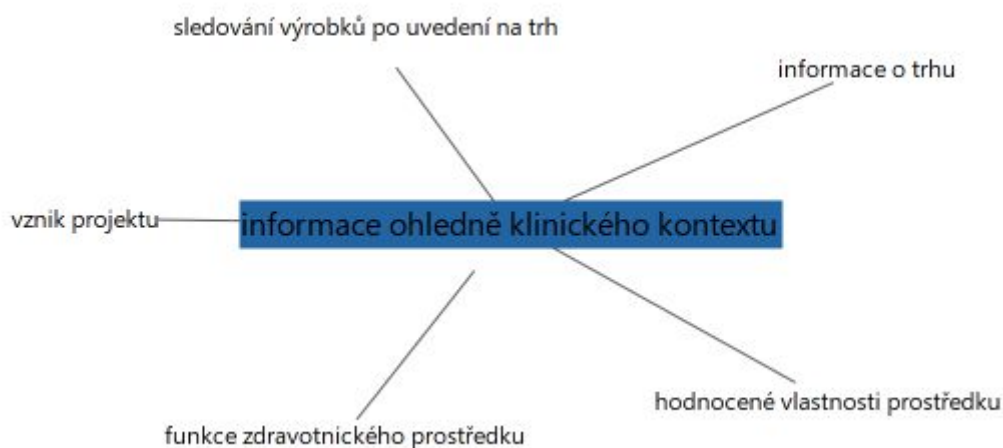 sledování výrobků po uvedení na trh
informace o trhu
vznik projektu
informace ohledně klinického kontextu
hodnocené vlastnosti prostředku
funkce zdravotnického prostředku